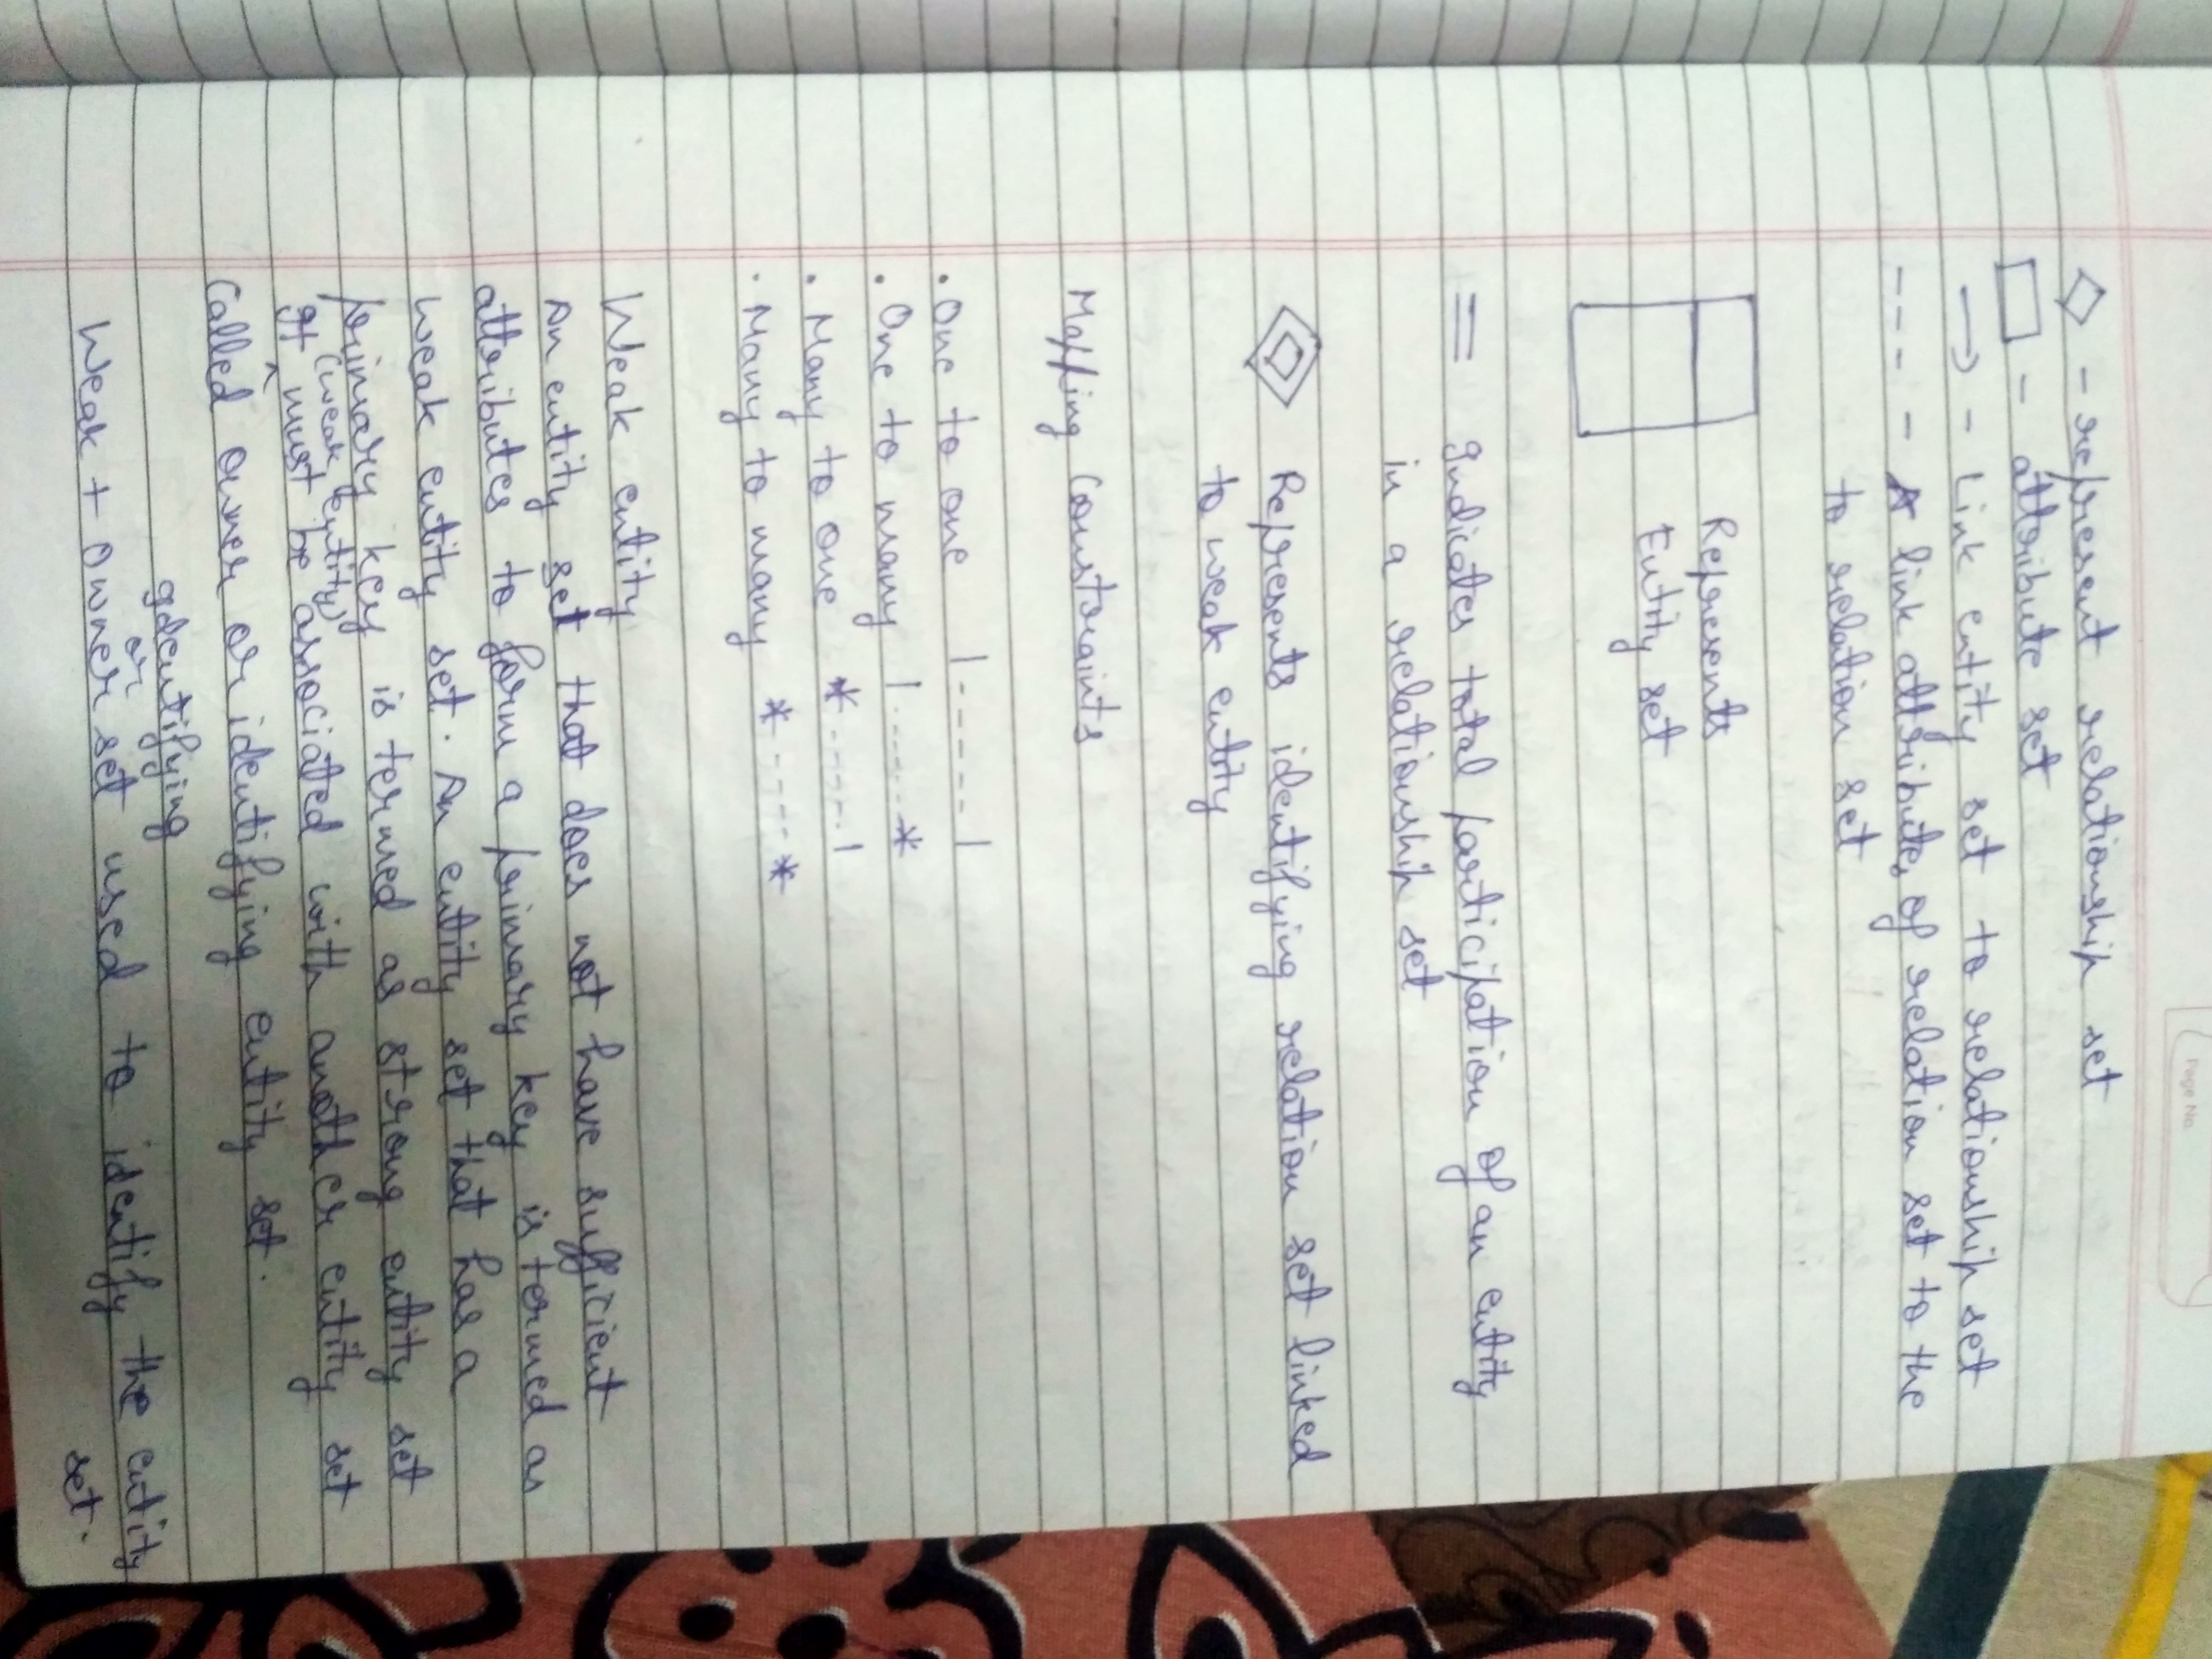 Page No.
◇ - represent relationship set
▭ - attribute set
⟶ - Link entity set to relationship set
- - - - link attributes of relation set to the
to relation set
Represents
Entity set
= Indicates total participation of an entity
in a relationship set
Represents identifying relation set linked
to weak entity
Mapping Constraints
• One to one 1-----1
• One to many 1-----*
• Many to one *-----1
• Many to many *-----*
Weak entity
An entity set that does not have sufficient
attributes to form a primary key is termed as
weak entity set. An entity set that has a
primary key is termed as strong entity set
(weak entity)
It ^ must be associated with another entity set
Called owner or identifying entity set.
Identifying
or
Weak + owner set used to identify the entity
set.